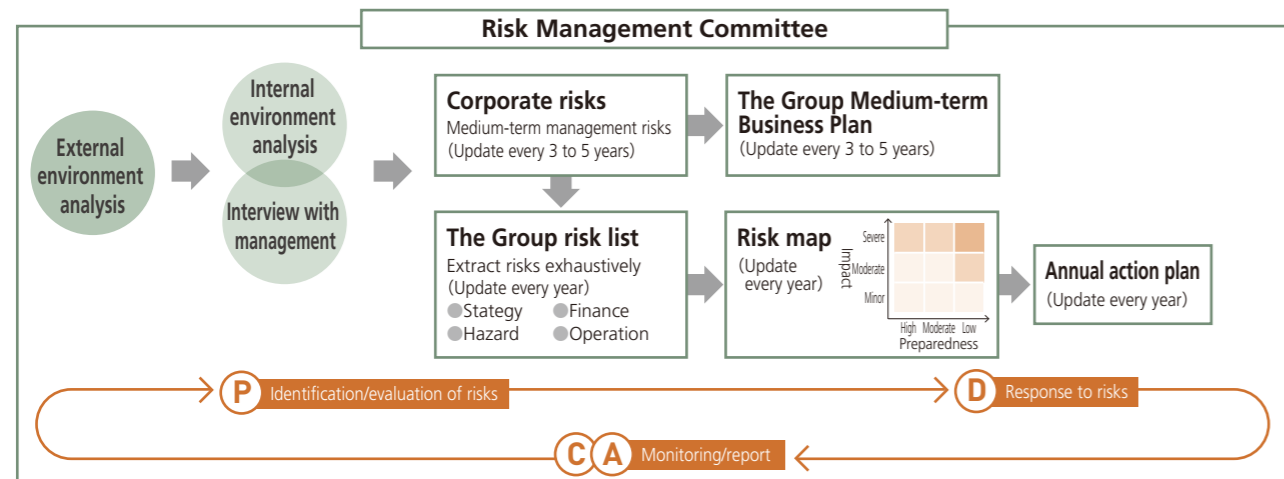 Risk Management Committee
External
environment
analysis
Internal
environment
analysis
Interview with
management
Corporate risks
Medium-term management risks
(Update every 3 to 5 years)
The Group Medium-term
Business Plan
(Update every 3 to 5 years)
The Group risk list
Extract risks exhaustively
(Update every year)
Stategy
Finance
Hazard
Operation
Risk map
(Update
every year)
Impact
Severe
Moderate
Minor
High Moderate Low
Preparedness
Annual action plan
(Update every year)
P Identification/evaluation of risks
D Response to risks
C A Monitoring/report